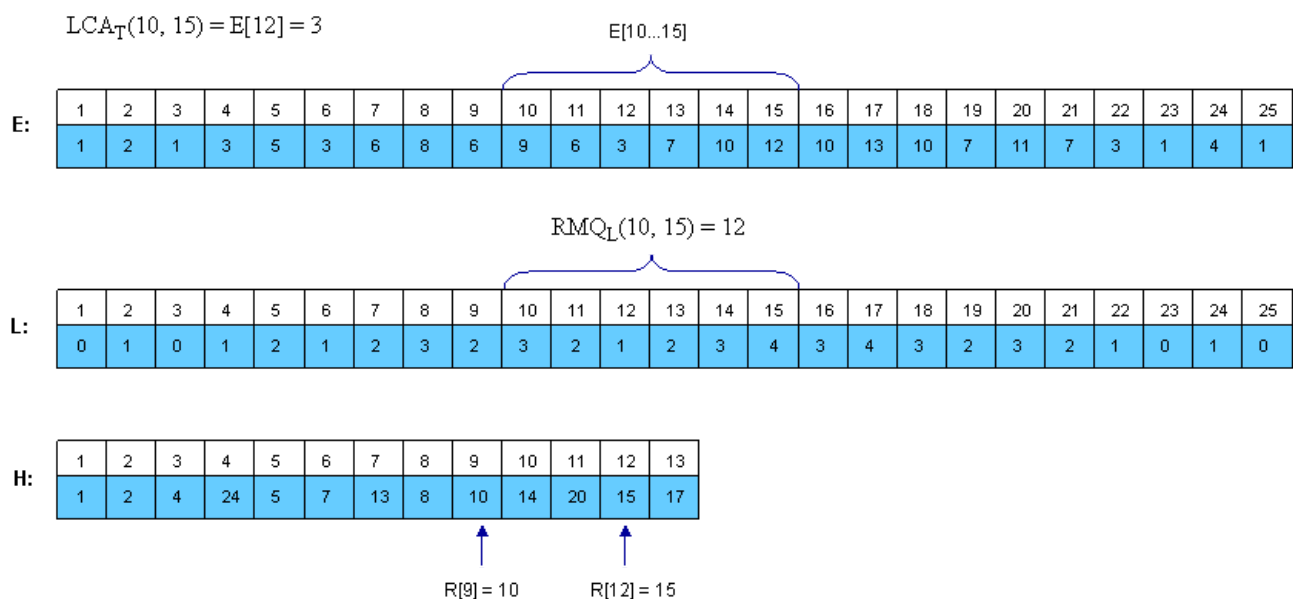 LCA_T(10, 15) = E[12] = 3
E[10...15]
1 2 3 4 5 6 7 8 9 10 11 12 13 14 15 16 17 18 19 20 21 22 23 24 25
E: 1 2 1 3 5 3 6 8 6 9 6 3 7 10 12 10 13 10 7 11 7 3 1 4 1
RMQ_L(10, 15) = 12
1 2 3 4 5 6 7 8 9 10 11 12 13 14 15 16 17 18 19 20 21 22 23 24 25
L: 0 1 0 1 2 1 2 3 2 3 2 1 2 3 4 3 4 3 2 3 2 1 0 1 0
1 2 3 4 5 6 7 8 9 10 11 12 13
H: 1 2 4 24 5 7 13 8 10 14 20 15 17
R[9] = 10 R[12] = 15